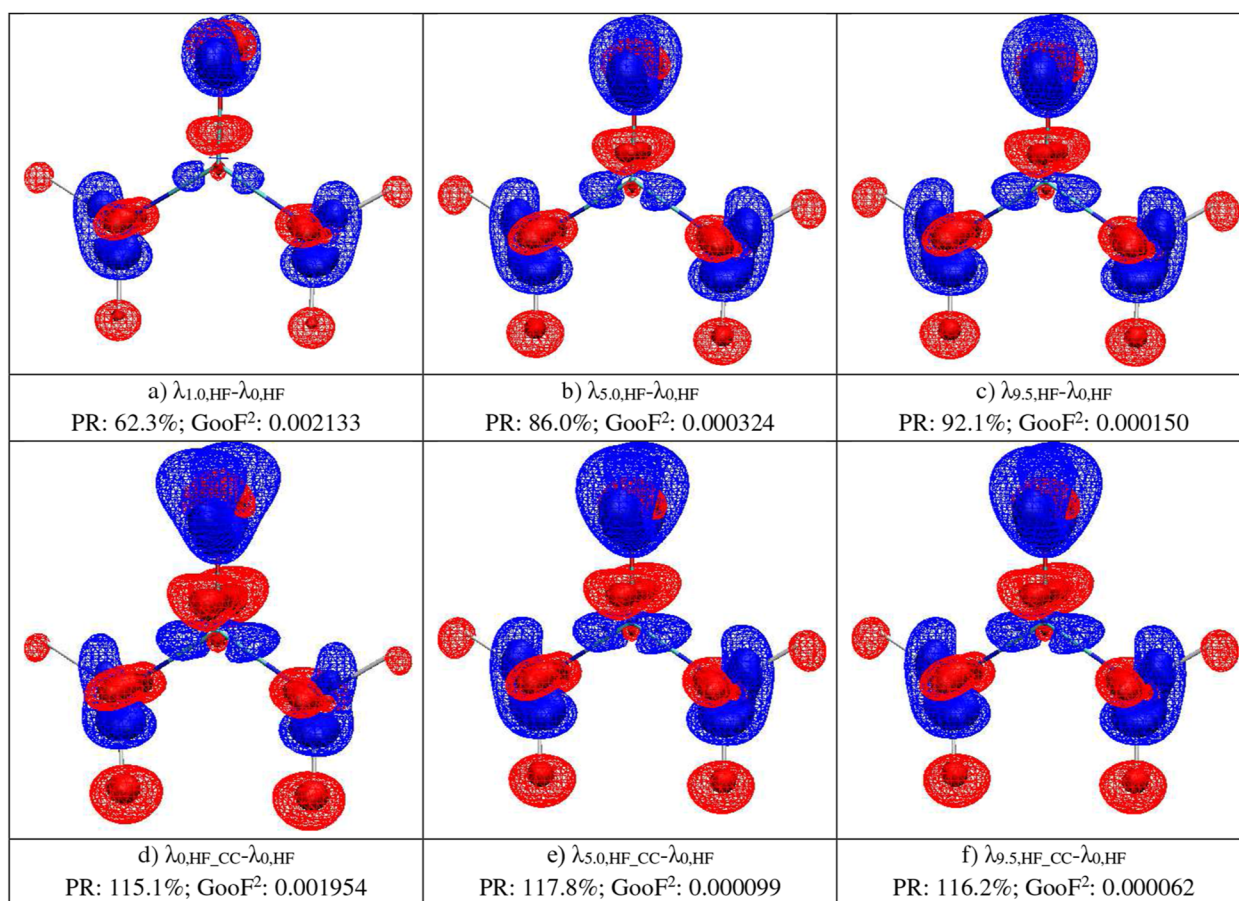 a) λ1.0,HF-λ0,HF
PR: 62.3%; GooF²: 0.002133
b) λ5.0,HF-λ0,HF
PR: 86.0%; GooF²: 0.000324
c) λ9.5,HF-λ0,HF
PR: 92.1%; GooF²: 0.000150
d) λ0,HF_CC-λ0,HF
PR: 115.1%; GooF²: 0.001954
e) λ5.0,HF_CC-λ0,HF
PR: 117.8%; GooF²: 0.000099
f) λ9.5,HF_CC-λ0,HF
PR: 116.2%; GooF²: 0.000062